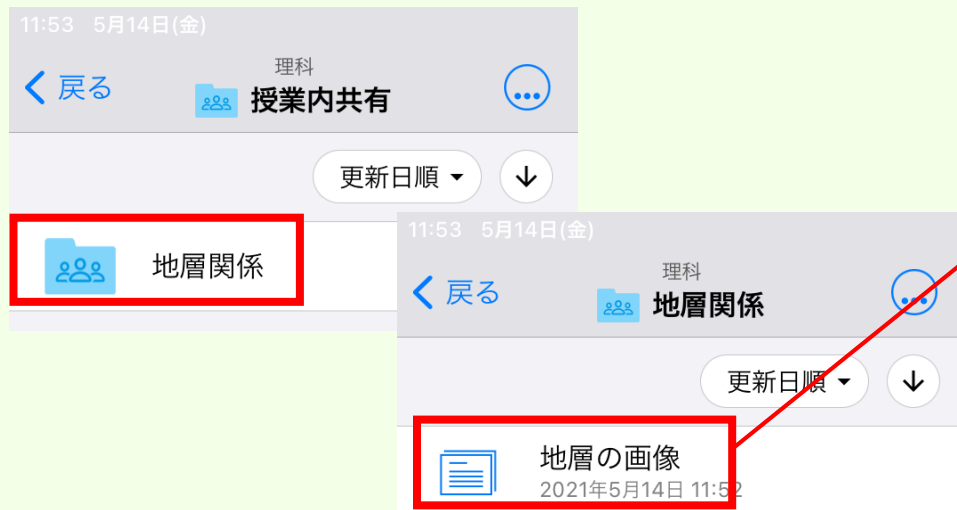 11:53 5月14日(金)
理科
戻る
授業内共有
更新日順
地層関係
11:53 5月14日(金)
理科
戻る
地層関係
更新日順
地層の画像
2021年5月14日 11:52